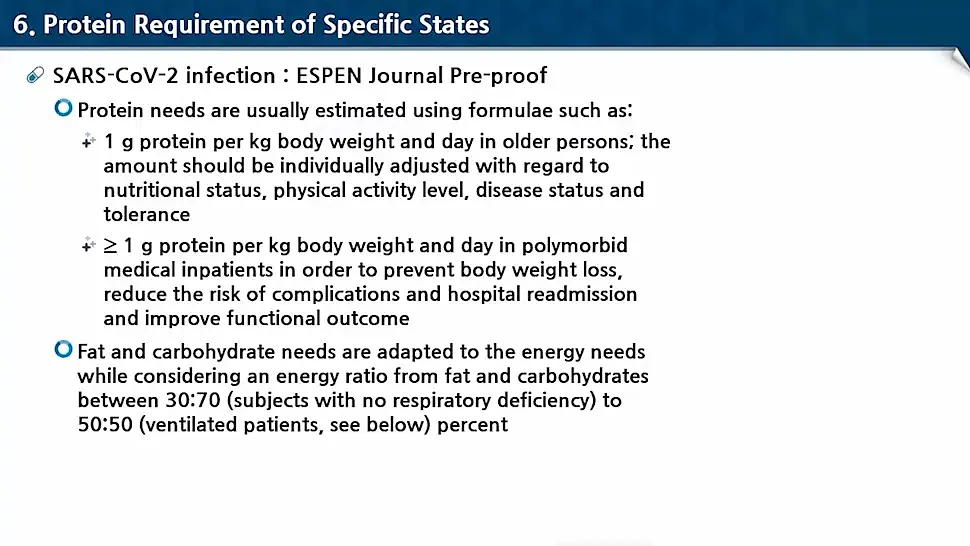 6. Protein Requirement of Specific States
SARS-CoV-2 infection : ESPEN Journal Pre-proof
Protein needs are usually estimated using formulae such as:
1 g protein per kg body weight and day in older persons; the
amount should be individually adjusted with regard to
nutritional status, physical activity level, disease status and
tolerance
≥ 1 g protein per kg body weight and day in polymorbid
medical inpatients in order to prevent body weight loss,
reduce the risk of complications and hospital readmission
and improve functional outcome
Fat and carbohydrate needs are adapted to the energy needs
while considering an energy ratio from fat and carbohydrates
between 30:70 (subjects with no respiratory deficiency) to
50:50 (ventilated patients, see below) percent